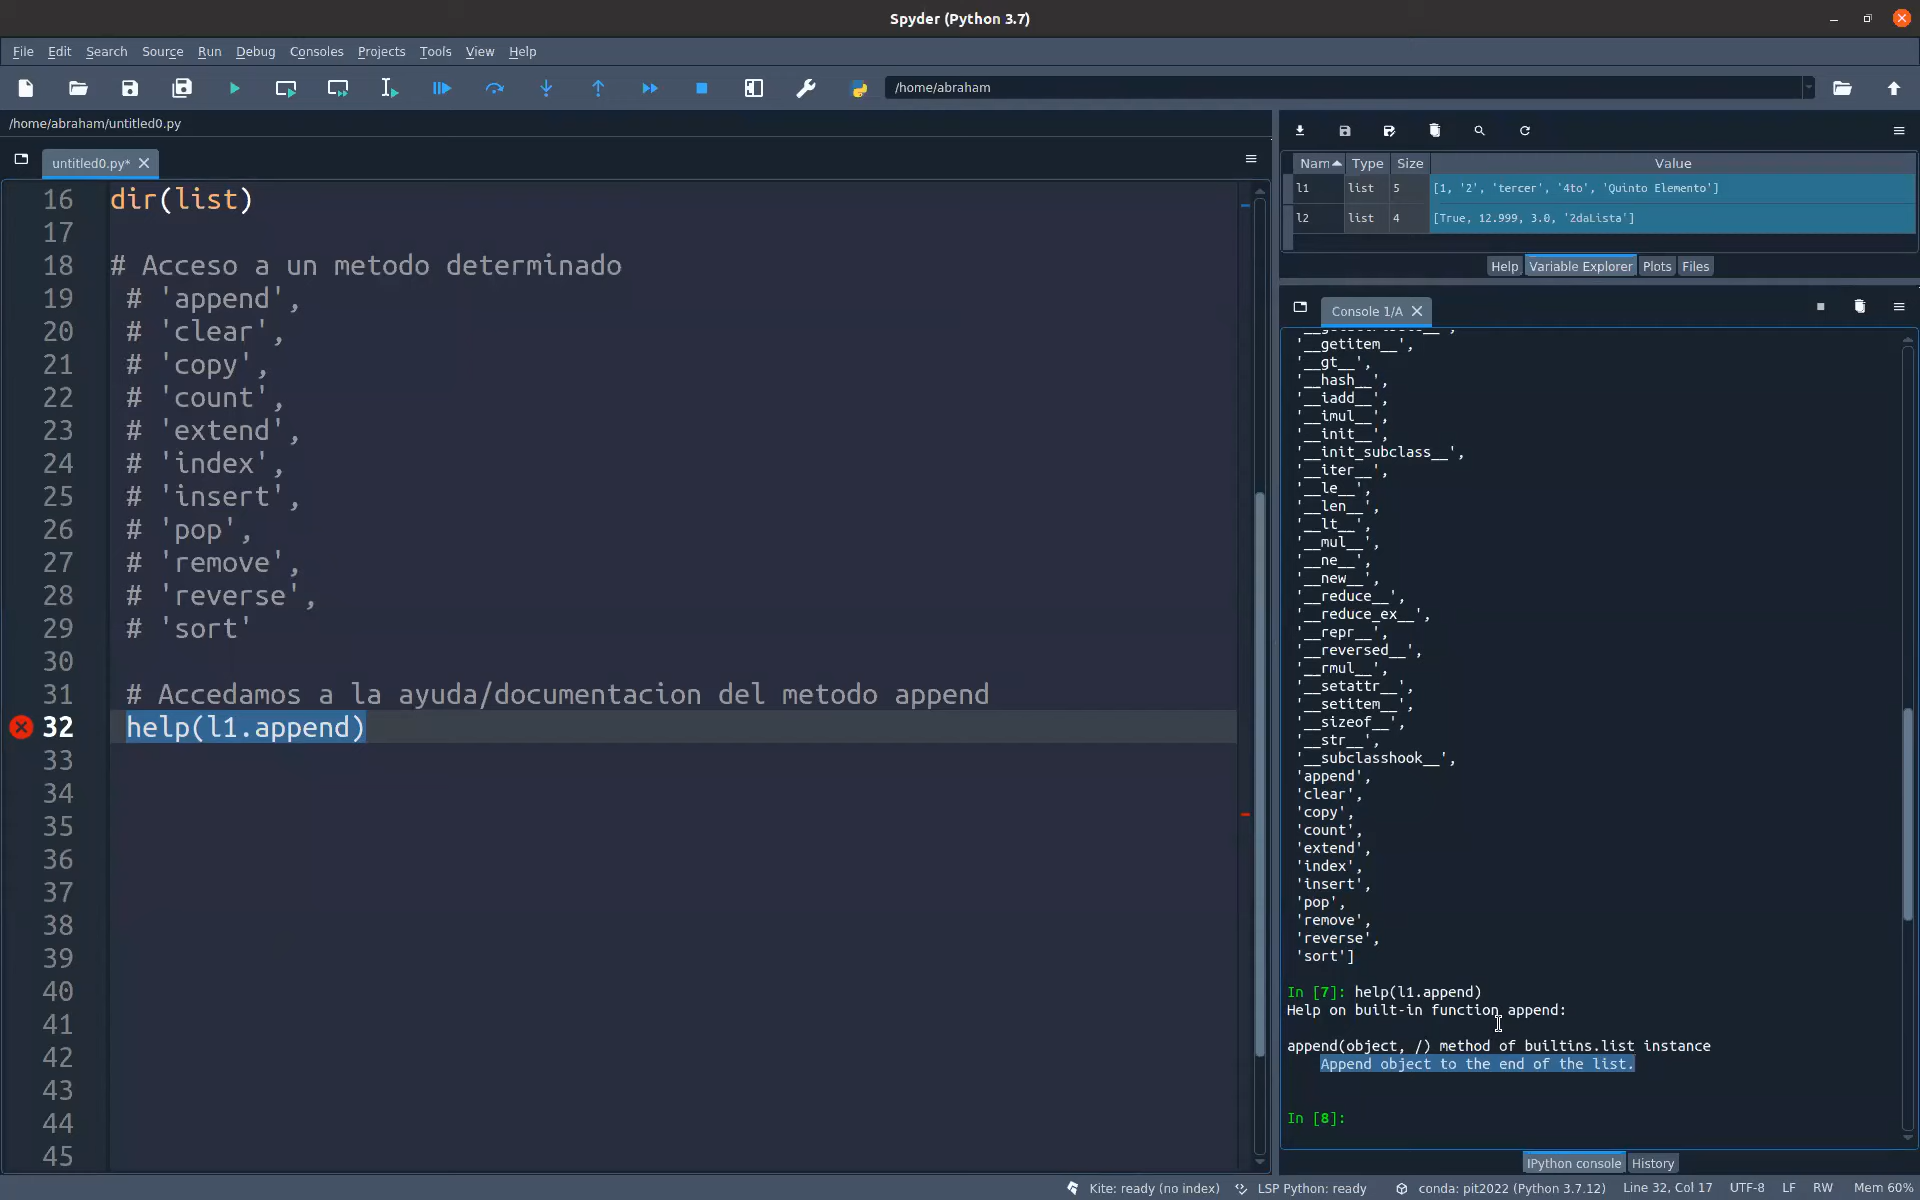 Spyder (Python 3.7)
File Edit Search Source Run Debug Consoles Projects Tools View Help
/home/abraham
/home/abraham/untitled0.py
untitled0.py*
16 dir(list)
17
18 # Acceso a un metodo determinado
19 # 'append',
20 # 'clear',
21 # 'copy',
22 # 'count',
23 # 'extend',
24 # 'index',
25 # 'insert',
26 # 'pop',
27 # 'remove',
28 # 'reverse',
29 # 'sort'
30
31 # Accedamos a la ayuda/documentacion del metodo append
32 help(l1.append)
33
34
35
36
37
38
39
40
41
42
43
44
45
Nam Type Size Value
l1 list 5 [1, '2', 'tercer', '4to', 'Quinto Elemento']
l2 list 4 [True, 12.999, 3.0, '2daLista']
Help Variable Explorer Plots Files
Console 1/A
'__getitem__',
'__gt__',
'__hash__',
'__iadd__',
'__imul__',
'__init__',
'__init_subclass__',
'__iter__',
'__le__',
'__len__',
'__lt__',
'__mul__',
'__ne__',
'__new__',
'__reduce__',
'__reduce_ex__',
'__repr__',
'__reversed__',
'__rmul__',
'__setattr__',
'__setitem__',
'__sizeof__',
'__str__',
'__subclasshook__',
'append',
'clear',
'copy',
'count',
'extend',
'index',
'insert',
'pop',
'remove',
'reverse',
'sort']
In [7]: help(l1.append)
Help on built-in function append:
append(object, /) method of builtins.list instance
Append object to the end of the list.
In [8]:
IPython console History
Kite: ready (no index) LSP Python: ready conda: pit2022 (Python 3.7.12) Line 32, Col 17 UTF-8 LF RW Mem 60%